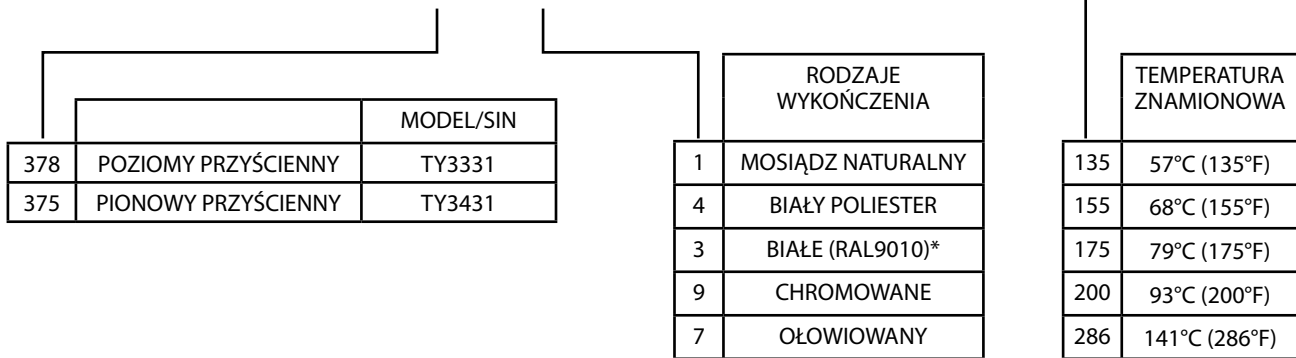 MODEL/SIN
378 POZIOMY PRZYŚCIENNY TY3331
375 PIONOWY PRZYŚCIENNY TY3431
RODZAJE
WYKOŃCZENIA
1 MOSIĄDZ NATURALNY
4 BIAŁY POLIESTER
3 BIAŁE (RAL9010)*
9 CHROMOWANE
7 OŁOWIOWANY
TEMPERATURA
ZNAMIONOWA
135 57°C (135°F)
155 68°C (155°F)
175 79°C (175°F)
200 93°C (200°F)
286 141°C (286°F)